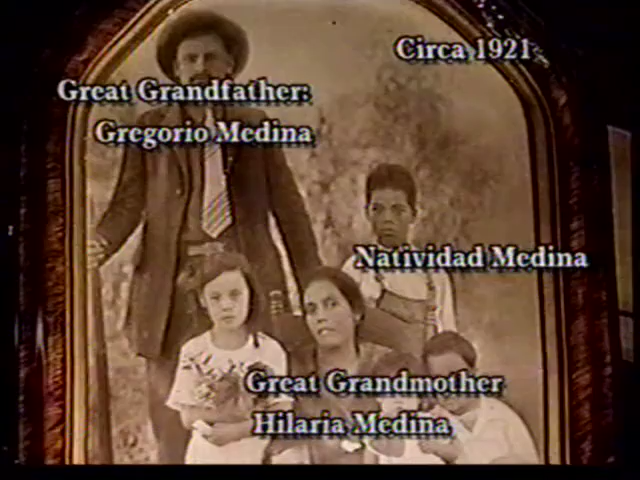 Circa 1921
Great Grandfather:
Gregorio Medina
Natividad Medina
Great Grandmother
Hilaria Medina